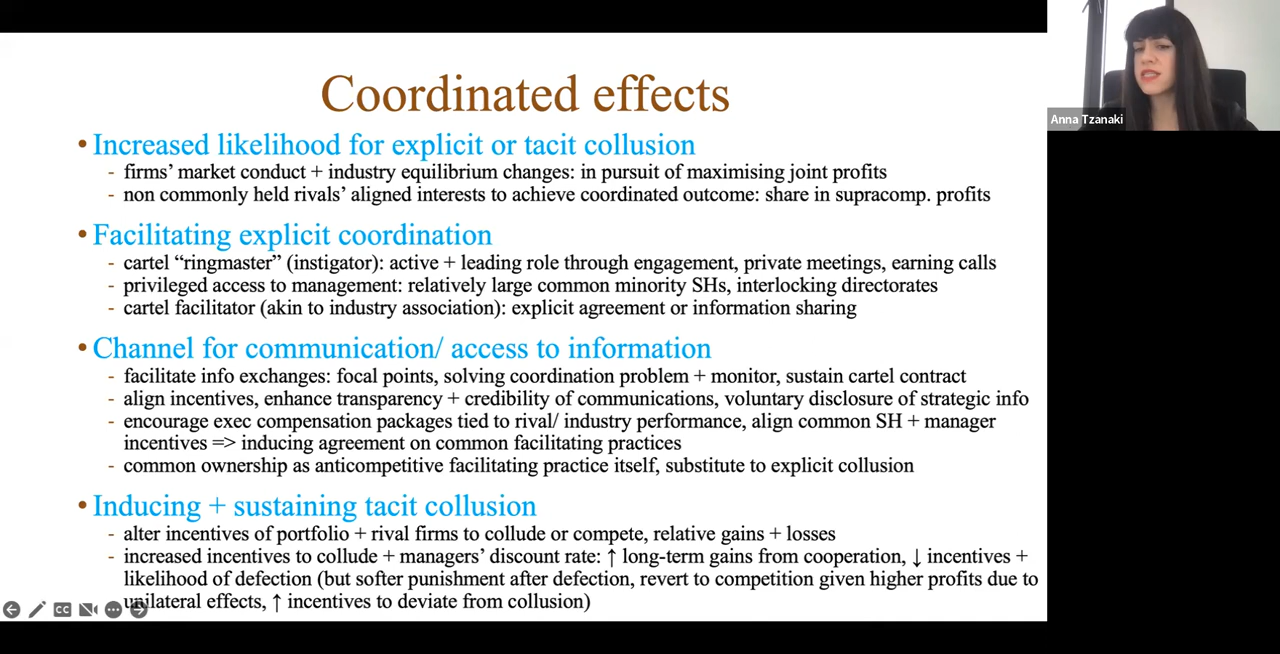 Coordinated effects
• Increased likelihood for explicit or tacit collusion
- firms' market conduct + industry equilibrium changes: in pursuit of maximising joint profits
- non commonly held rivals' aligned interests to achieve coordinated outcome: share in supracomp. profits
• Facilitating explicit coordination
- cartel “ringmaster” (instigator): active + leading role through engagement, private meetings, earning calls
- privileged access to management: relatively large common minority SHs, interlocking directorates
- cartel facilitator (akin to industry association): explicit agreement or information sharing
• Channel for communication/ access to information
- facilitate info exchanges: focal points, solving coordination problem + monitor, sustain cartel contract
- align incentives, enhance transparency + credibility of communications, voluntary disclosure of strategic info
- encourage exec compensation packages tied to rival/ industry performance, align common SH + manager
incentives => inducing agreement on common facilitating practices
- common ownership as anticompetitive facilitating practice itself, substitute to explicit collusion
• Inducing + sustaining tacit collusion
- alter incentives of portfolio + rival firms to collude or compete, relative gains + losses
- increased incentives to collude + managers' discount rate: ↑ long-term gains from cooperation, ↓ incentives +
likelihood of defection (but softer punishment after defection, revert to competition given higher profits due to
unilateral effects, ↑ incentives to deviate from collusion)
CC
Anna Tzanaki